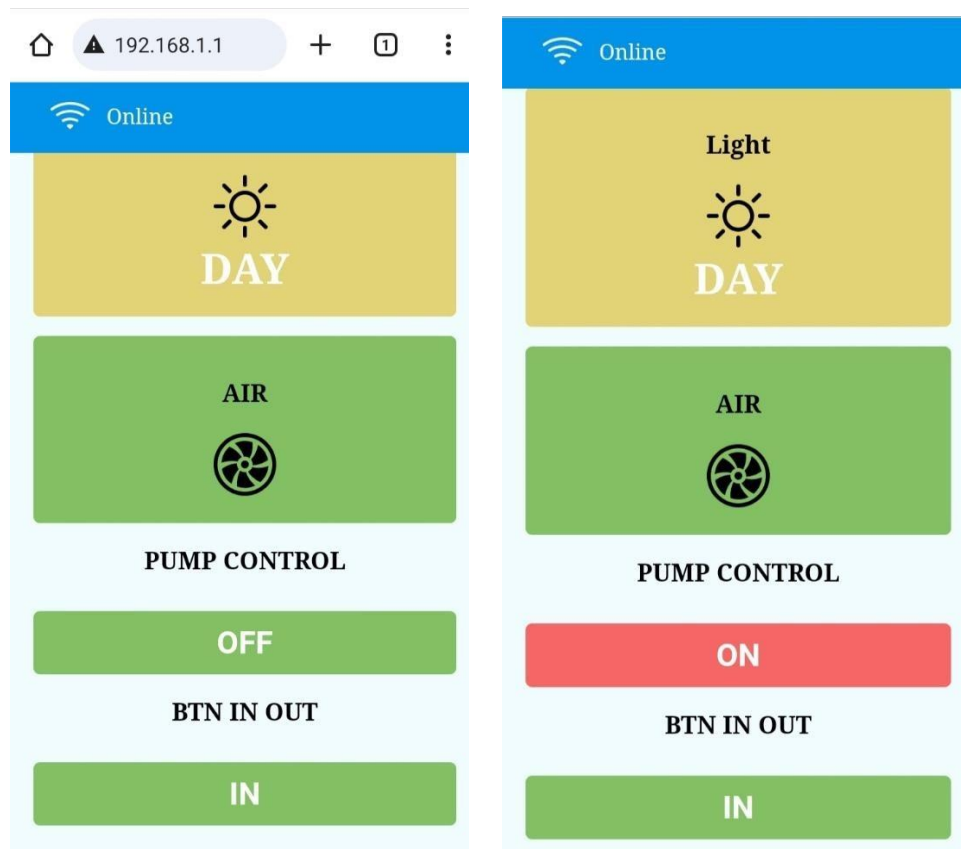 192.168.1.1
1
Online
DAY
AIR
PUMP CONTROL
OFF
BTN IN OUT
IN
Online
Light
DAY
AIR
PUMP CONTROL
ON
BTN IN OUT
IN